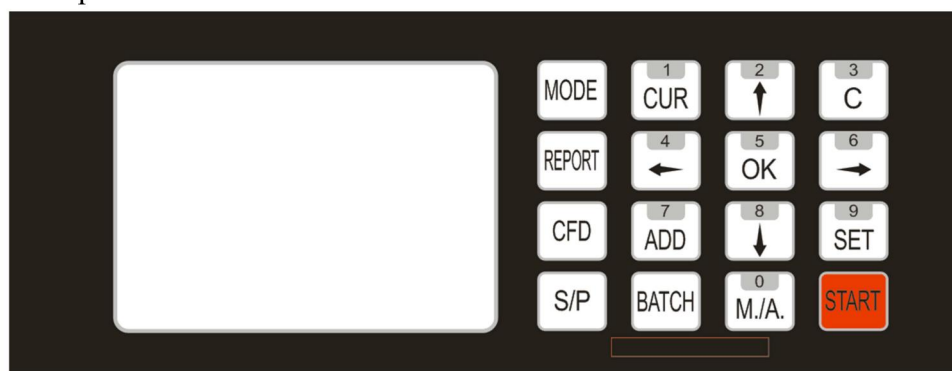 MODE 1 CUR 2 3 C
REPORT 4 5 OK 6
CFD 7 ADD 8 9 SET
S/P BATCH 0 M./A. START